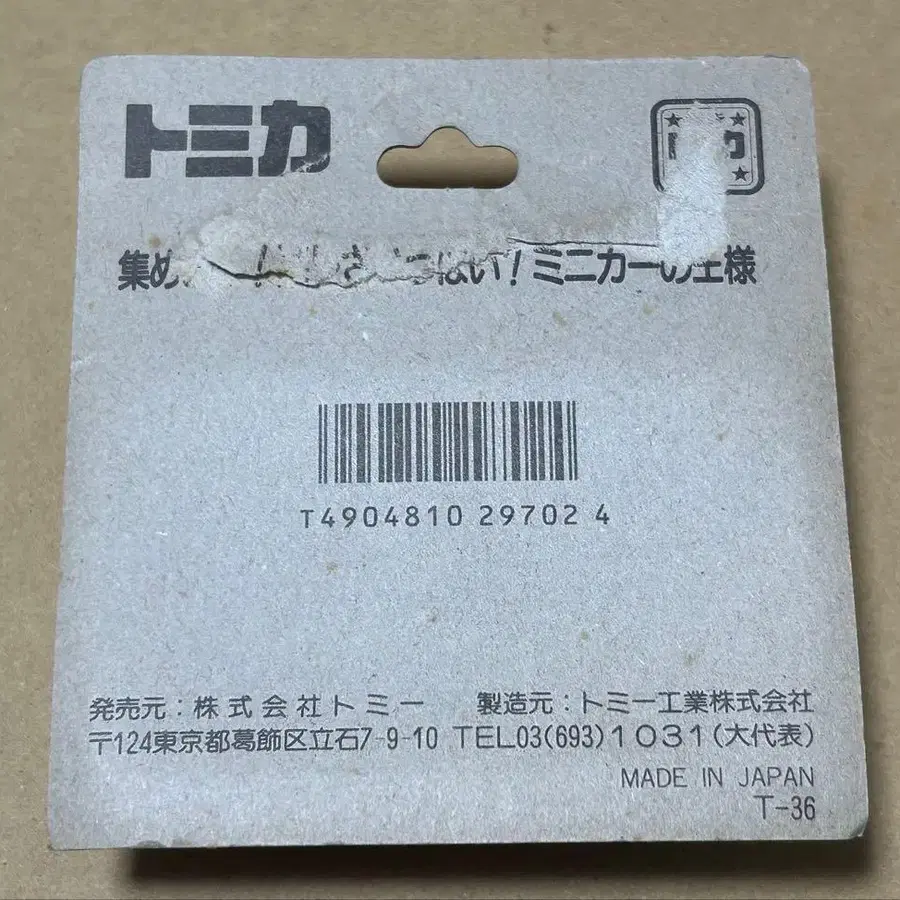 トミカ
集め い！ミニカーの王様
T4904810 29702 4
発売元：株式会社トミー 製造元：トミー工業株式会社
〒124東京都葛飾区立石7-9-10 TEL03(693)1031(大代表)
MADE IN JAPAN
T-36